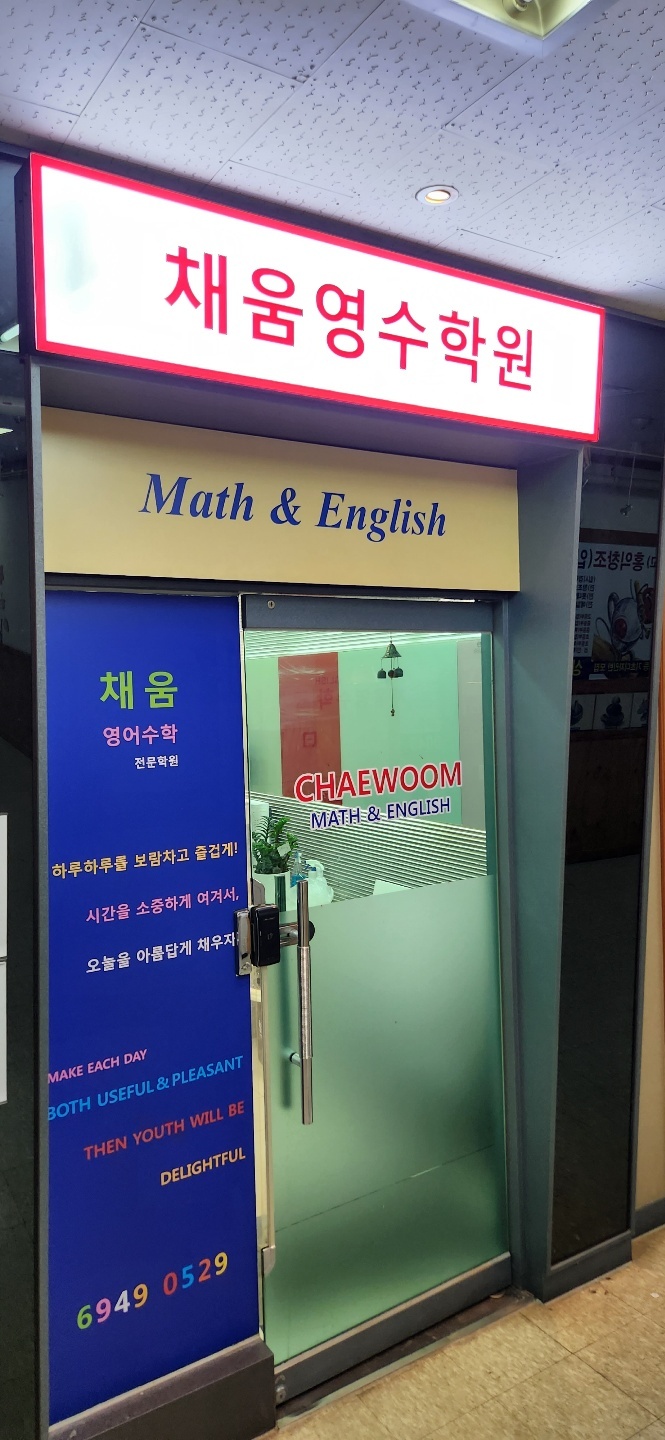 채움영수학원
Math & English
채움
영어수학
전문학원
하루하루를 보람차고 즐겁게!
시간을 소중하게 여겨서,
오늘을 아름답게 채우자
MAKE EACH DAY
BOTH USEFUL & PLEASANT
THEN YOUTH WILL BE
DELIGHTFUL
6949 0529
CHAEWOOM
MATH & ENGLISH